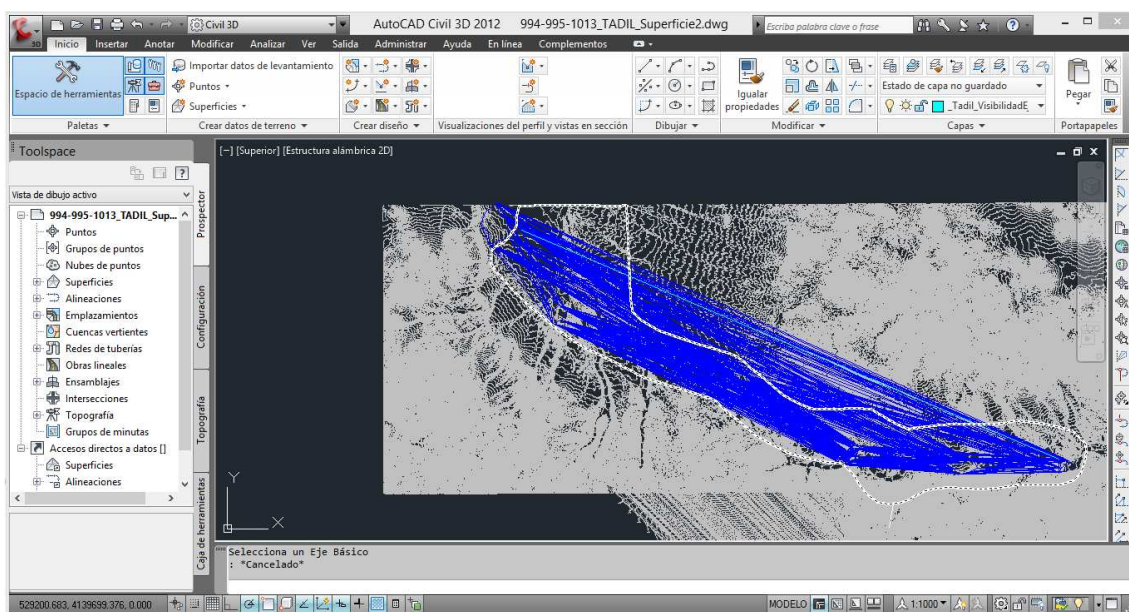 Civil 3D
AutoCAD Civil 3D 2012 994-995-1013_TADIL_Superficie2.dwg
Escriba palabra clave o frase
3D
Inicio Insertar Anotar Modificar Analizar Ver Salida Administrar Ayuda En línea Complementos
Espacio de herramientas
Importar datos de levantamiento
Puntos
Superficies
Igualar propiedades
Estado de capa no guardado
_Tadil_VisibilidadE_
Pegar
Paletas
Crear datos de terreno
Crear diseño
Visualizaciones del perfil y vistas en sección
Dibujar
Modificar
Capas
Portapapeles
Toolspace
Vista de dibujo activo
994-995-1013_TADIL_Sup...
Puntos
Grupos de puntos
Nubes de puntos
Superficies
Alineaciones
Emplazamientos
Cuencas vertientes
Redes de tuberías
Obras lineales
Ensamblajes
Intersecciones
Topografía
Grupos de minutas
Accesos directos a datos []
Superficies
Alineaciones
Prospector
Configuración
Topografía
Caja de herramientas
[−] [Superior] [Estructura alámbrica 2D]
Y
X
Selecciona un Eje Básico
: *Cancelado*
529200.683, 4139699.376, 0.000
MODELO
1:1000